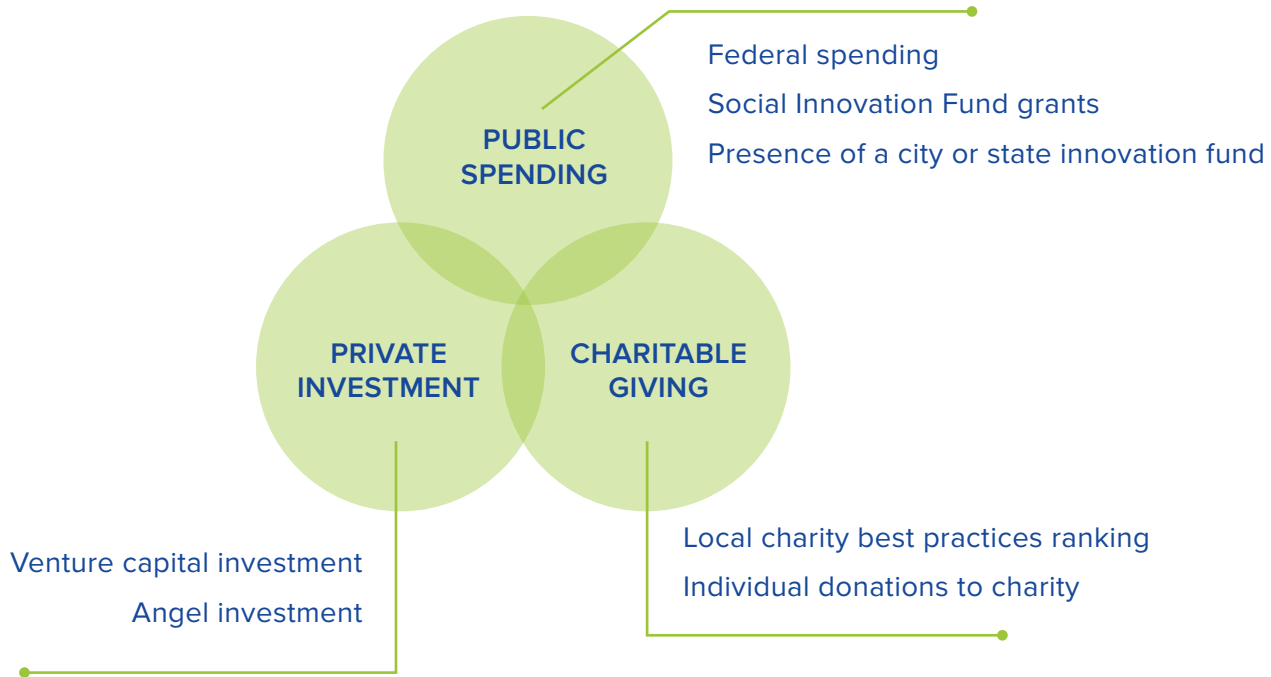 Federal spending
Social Innovation Fund grants
Presence of a city or state innovation fund
PUBLIC
SPENDING
PRIVATE
INVESTMENT
CHARITABLE
GIVING
Venture capital investment
Angel investment
Local charity best practices ranking
Individual donations to charity